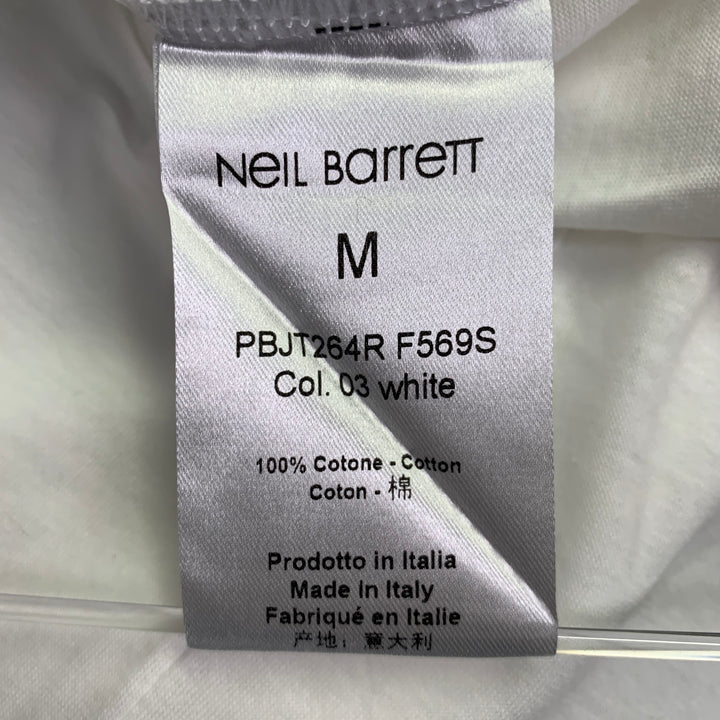 NeIL BarreTT
M
PBJT264R F569S
Col. 03 white
100% Cotone - Cotton
Coton - 棉
Prodotto in Italia
Made in Italy
Fabriqué en Italie
产地：意大利